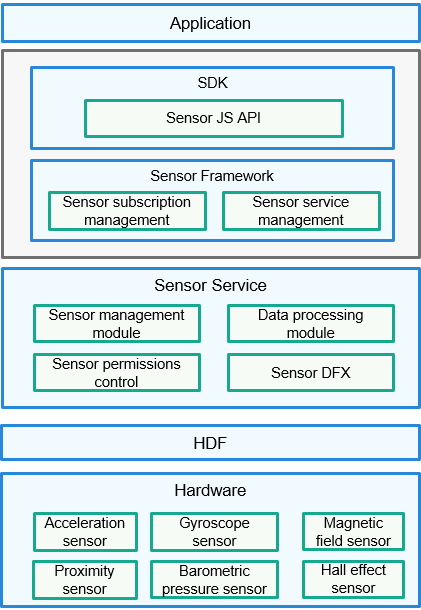 Application
SDK
Sensor JS API
Sensor Framework
Sensor subscription
management
Sensor service
management
Sensor Service
Sensor management
module
Data processing
module
Sensor permissions
control
Sensor DFX
HDF
Hardware
Acceleration
sensor
Gyroscope
sensor
Magnetic
field sensor
Proximity
sensor
Barometric
pressure sensor
Hall effect
sensor